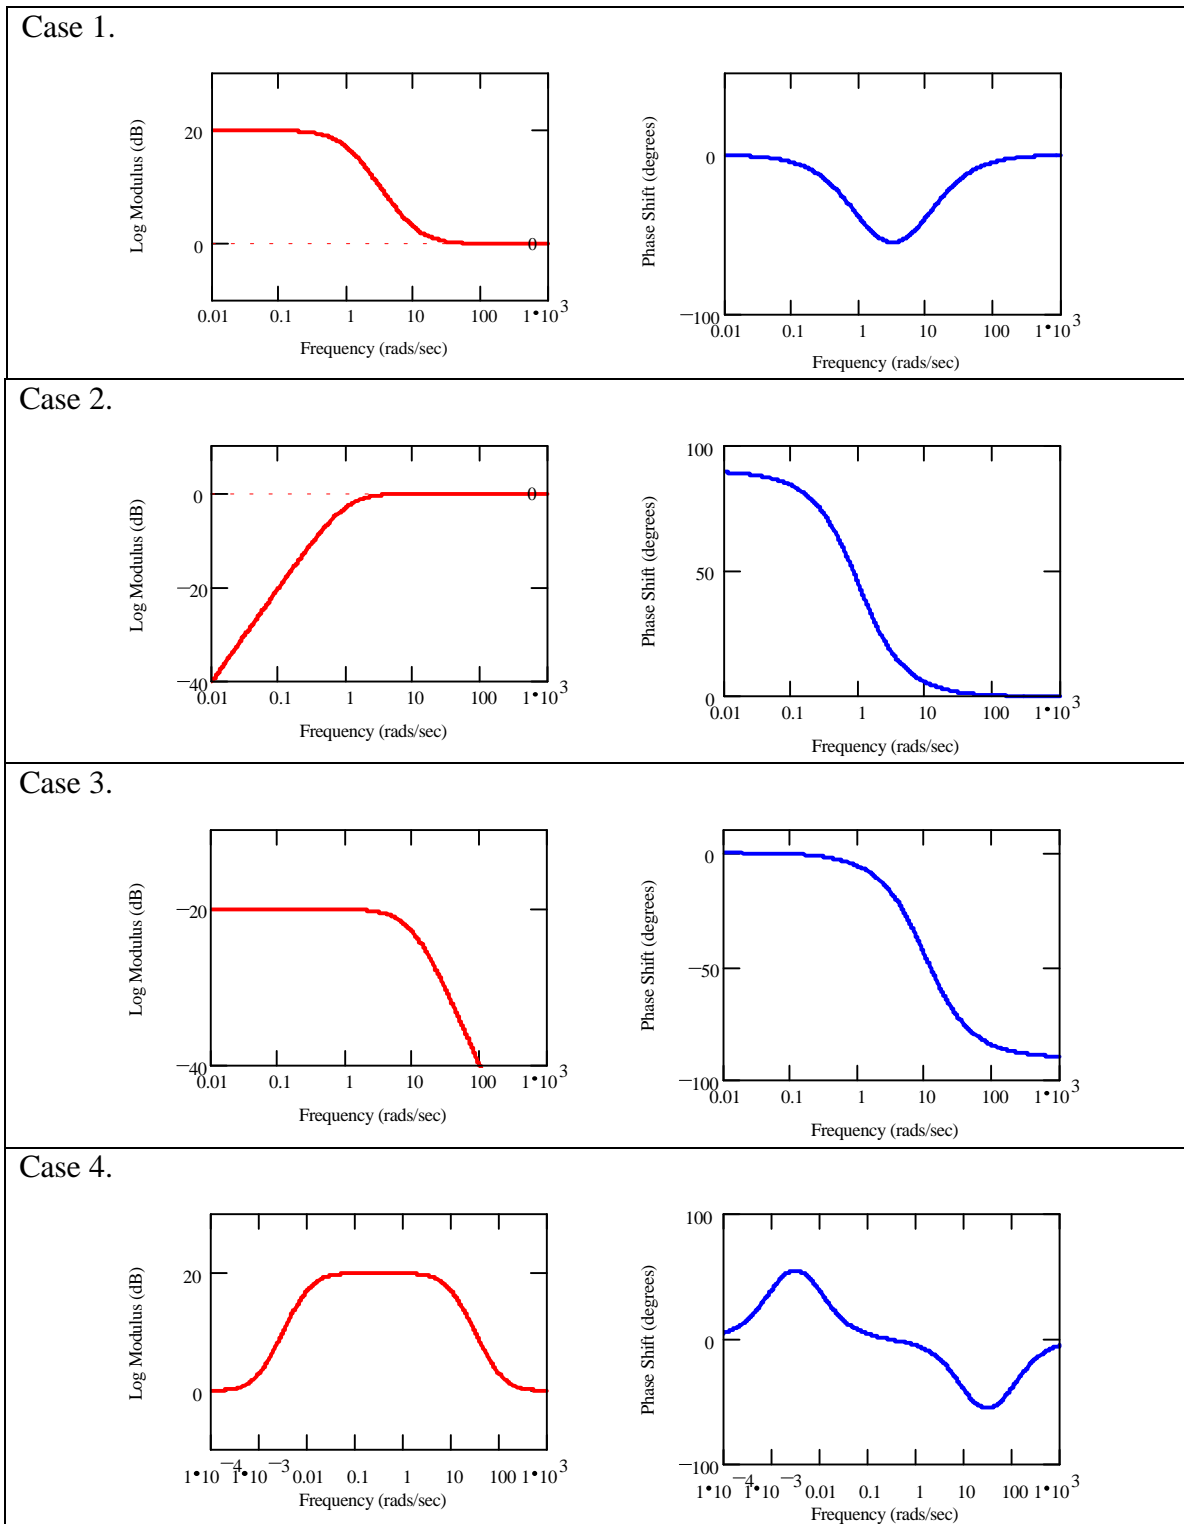 Case 1.
Log Modulus (dB)
20
0
0
0.01 0.1 1 10 100 1•10 3
Frequency (rads/sec)
Phase Shift (degrees)
0
−100
0.01 0.1 1 10 100 1•10 3
Frequency (rads/sec)
Case 2.
Log Modulus (dB)
0
0
−20
−40
0.01 0.1 1 10 100 1•10 3
Frequency (rads/sec)
Phase Shift (degrees)
100
50
0
0.01 0.1 1 10 100 1•10 3
Frequency (rads/sec)
Case 3.
Log Modulus (dB)
−20
−40
0.01 0.1 1 10 100 1•10 3
Frequency (rads/sec)
Phase Shift (degrees)
0
−50
−100
0.01 0.1 1 10 100 1•10 3
Frequency (rads/sec)
Case 4.
Log Modulus (dB)
20
0
1•10 −4 1•10 −3 0.01 0.1 1 10 100 1•10 3
Frequency (rads/sec)
Phase Shift (degrees)
100
0
−100
1•10 −4 1•10 −3 0.01 0.1 1 10 100 1•10 3
Frequency (rads/sec)